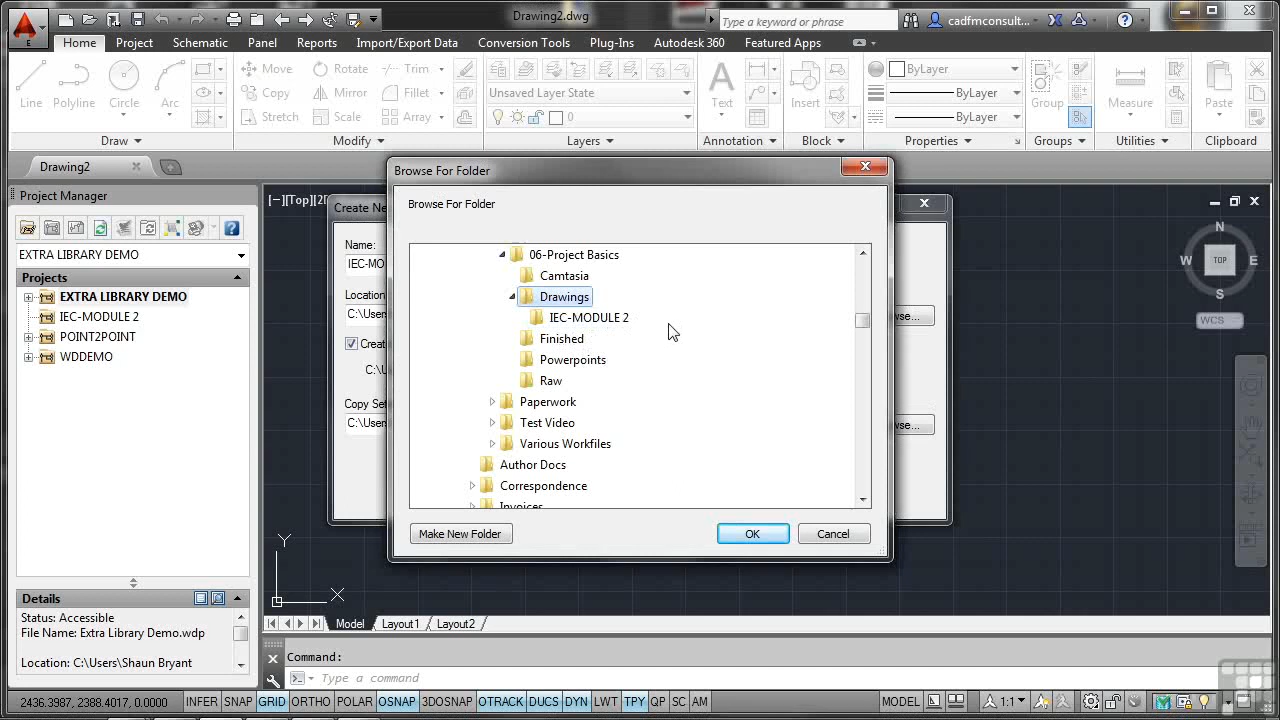 Drawing2.dwg
Type a keyword or phrase
cadfmconsult...
?
E
Home Project Schematic Panel Reports Import/Export Data Conversion Tools Plug-Ins Autodesk 360 Featured Apps
Line Polyline Circle Arc
Move Rotate Trim
Copy Mirror Fillet
Stretch Scale Array
Unsaved Layer State
0
A
Text
Insert
ByLayer
ByLayer
ByLayer
Group
Measure
Paste
Draw Modify Layers Annotation Block Properties Groups Utilities Clipboard
Drawing2
Project Manager
EXTRA LIBRARY DEMO
Projects
EXTRA LIBRARY DEMO
IEC-MODULE 2
POINT2POINT
WDDEMO
Details
Status: Accessible
File Name: Extra Library Demo.wdp
Location: C:\Users\Shaun Bryant
[−][Top][2
Create Ne
Name:
IEC-MO
Location
C:\Users
Creat
C:\U
Copy Set
C:\Users
wse...
wse...
Browse For Folder
Browse For Folder
06-Project Basics
Camtasia
Drawings
IEC-MODULE 2
Finished
Powerpoints
Raw
Paperwork
Test Video
Various Workfiles
Author Docs
Correspondence
Invoices
Make New Folder
OK
Cancel
N
W TOP E
S
WCS
Y
X
Model Layout1 Layout2
Command:
Type a command
2436.3987, 2388.4017, 0.0000
INFER SNAP GRID ORTHO POLAR OSNAP 3DOSNAP OTRACK DUCS DYN LWT TPY QP SC AM
MODEL
1:1